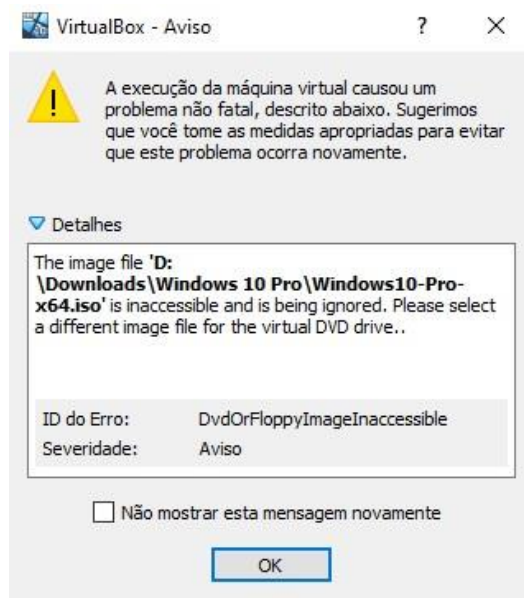 VirtualBox - Aviso
A execução da máquina virtual causou um
problema não fatal, descrito abaixo. Sugerimos
que você tome as medidas apropriadas para evitar
que este problema ocorra novamente.
Detalhes
The image file 'D:
\Downloads\Windows 10 Pro\Windows10-Pro-
x64.iso' is inaccessible and is being ignored. Please select
a different image file for the virtual DVD drive..
ID do Erro: DvdOrFloppyImageInaccessible
Severidade: Aviso
Não mostrar esta mensagem novamente
OK